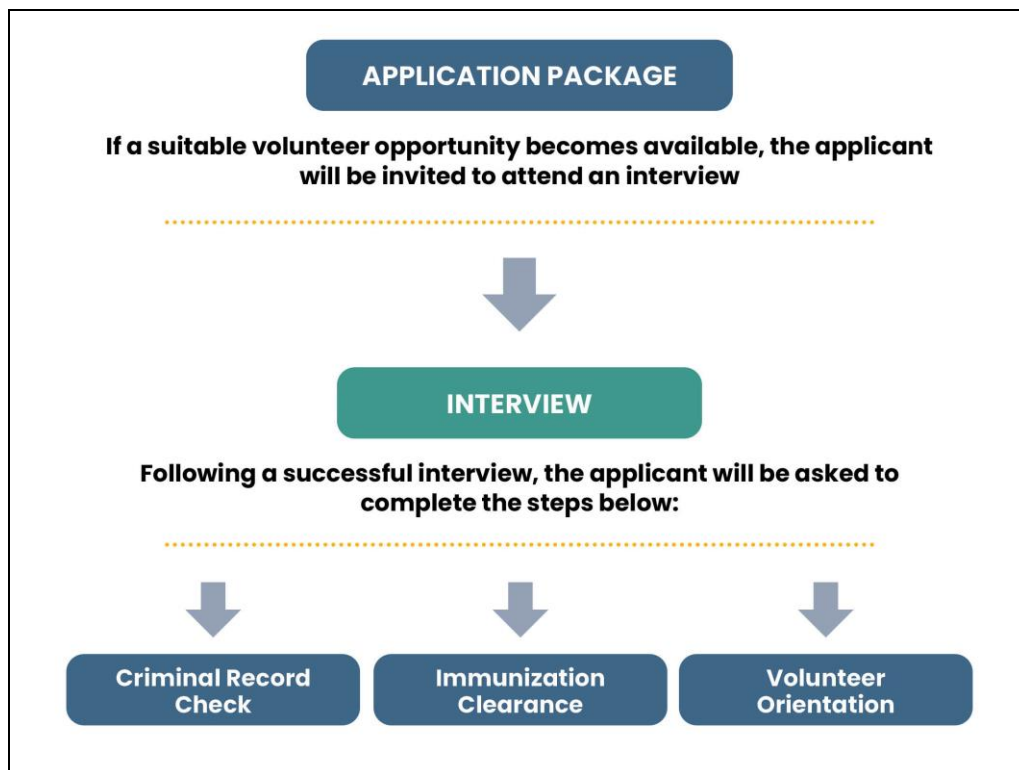 APPLICATION PACKAGE
If a suitable volunteer opportunity becomes available, the applicant
will be invited to attend an interview
INTERVIEW
Following a successful interview, the applicant will be asked to
complete the steps below:
Criminal Record
Check
Immunization
Clearance
Volunteer
Orientation